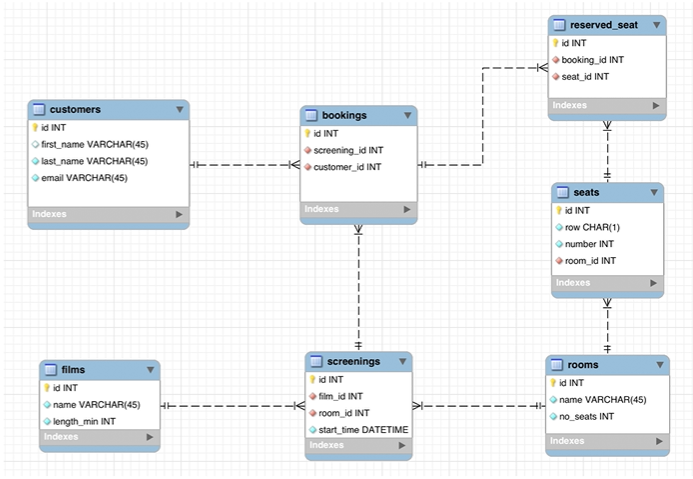 reserved_seat
id INT
booking_id INT
seat_id INT
Indexes
customers
id INT
first_name VARCHAR(45)
last_name VARCHAR(45)
email VARCHAR(45)
Indexes
bookings
id INT
screening_id INT
customer_id INT
Indexes
seats
id INT
row CHAR(1)
number INT
room_id INT
Indexes
films
id INT
name VARCHAR(45)
length_min INT
Indexes
screenings
id INT
film_id INT
room_id INT
start_time DATETIME
Indexes
rooms
id INT
name VARCHAR(45)
no_seats INT
Indexes